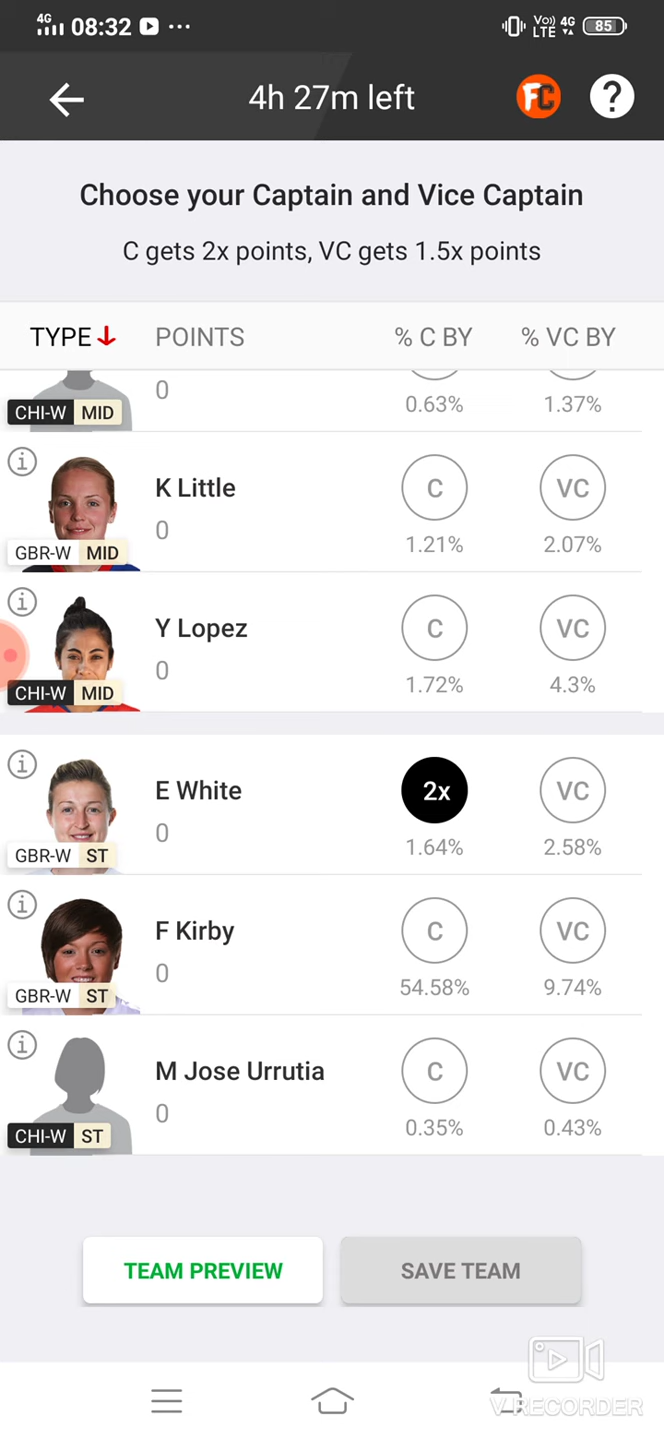 4G 08:32 ... Vo)) LTE 4G 85
4h 27m left FC ?
Choose your Captain and Vice Captain
C gets 2x points, VC gets 1.5x points
TYPE POINTS % C BY % VC BY
0
CHI-W MID 0.63% 1.37%
i K Little C VC
0
GBR-W MID 1.21% 2.07%
i Y Lopez C VC
0
CHI-W MID 1.72% 4.3%
i E White 2x VC
0
GBR-W ST 1.64% 2.58%
i F Kirby C VC
0
GBR-W ST 54.58% 9.74%
i M Jose Urrutia C VC
0
CHI-W ST 0.35% 0.43%
TEAM PREVIEW SAVE TEAM
V RECORDER